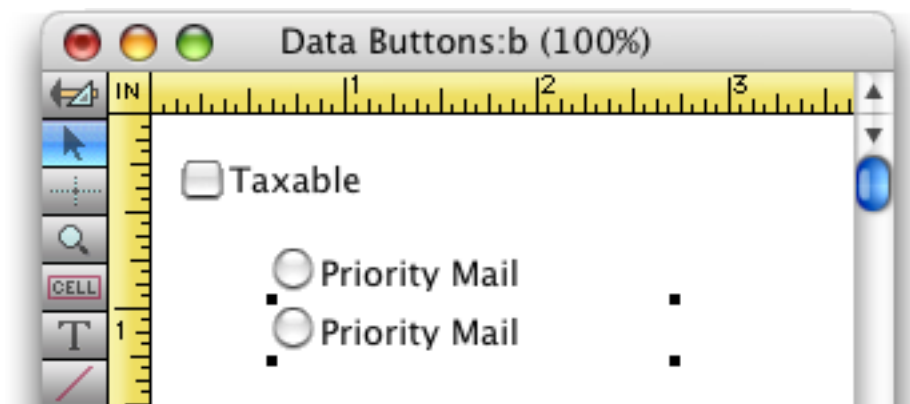 Data Buttons:b (100%)
IN 1 2 3
Taxable
CELL
Priority Mail
T 1 Priority Mail